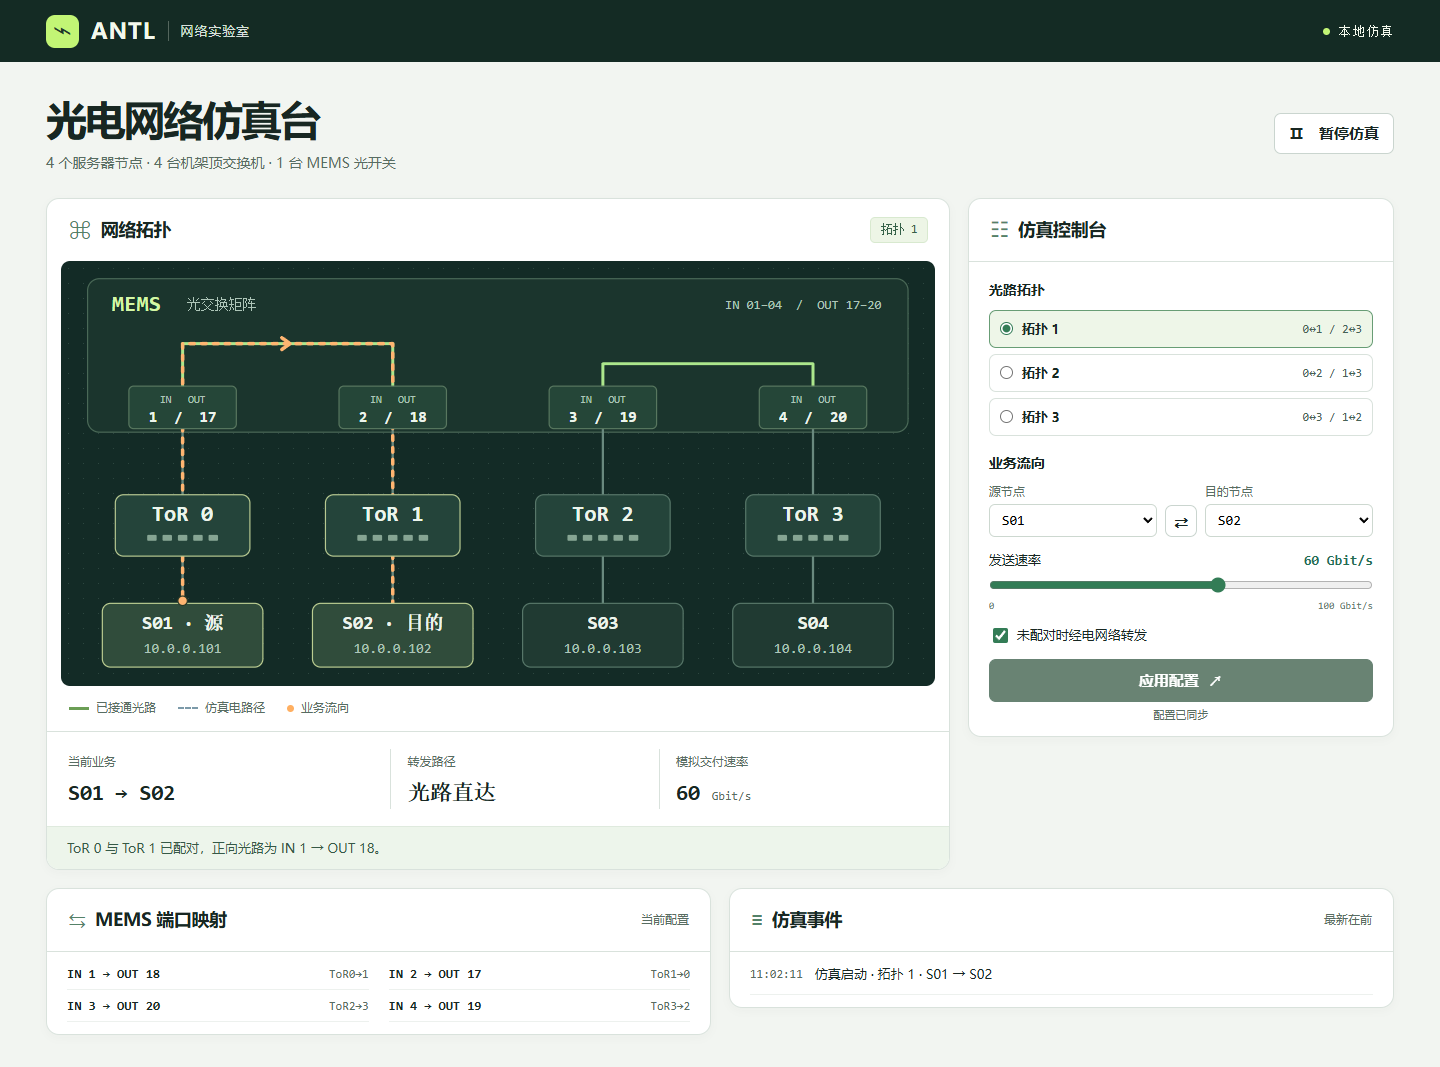 ANTL 网络实验室
本地仿真
光电网络仿真台
4 个服务器节点 · 4 台机架顶交换机 · 1 台 MEMS 光开关
暂停仿真
网络拓扑
拓扑 1
MEMS 光交换矩阵
IN 01–04 / OUT 17–20
IN OUT
1 / 17
IN OUT
2 / 18
IN OUT
3 / 19
IN OUT
4 / 20
ToR 0
ToR 1
ToR 2
ToR 3
S01 · 源
10.0.0.101
S02 · 目的
10.0.0.102
S03
10.0.0.103
S04
10.0.0.104
已接通光路
仿真电路径
业务流向
当前业务
S01 → S02
转发路径
光路直达
模拟交付速率
60 Gbit/s
ToR 0 与 ToR 1 已配对，正向光路为 IN 1 → OUT 18。
仿真控制台
光路拓扑
拓扑 1 0↔1 / 2↔3
拓扑 2 0↔2 / 1↔3
拓扑 3 0↔3 / 1↔2
业务流向
源节点
S01
⇄
目的节点
S02
发送速率 60 Gbit/s
0 100 Gbit/s
未配对时经电网络转发
应用配置 ↗
配置已同步
MEMS 端口映射
当前配置
IN 1 → OUT 18 ToR0→1
IN 2 → OUT 17 ToR1→0
IN 3 → OUT 20 ToR2→3
IN 4 → OUT 19 ToR3→2
仿真事件
最新在前
11:02:11 仿真启动 · 拓扑 1 · S01 → S02